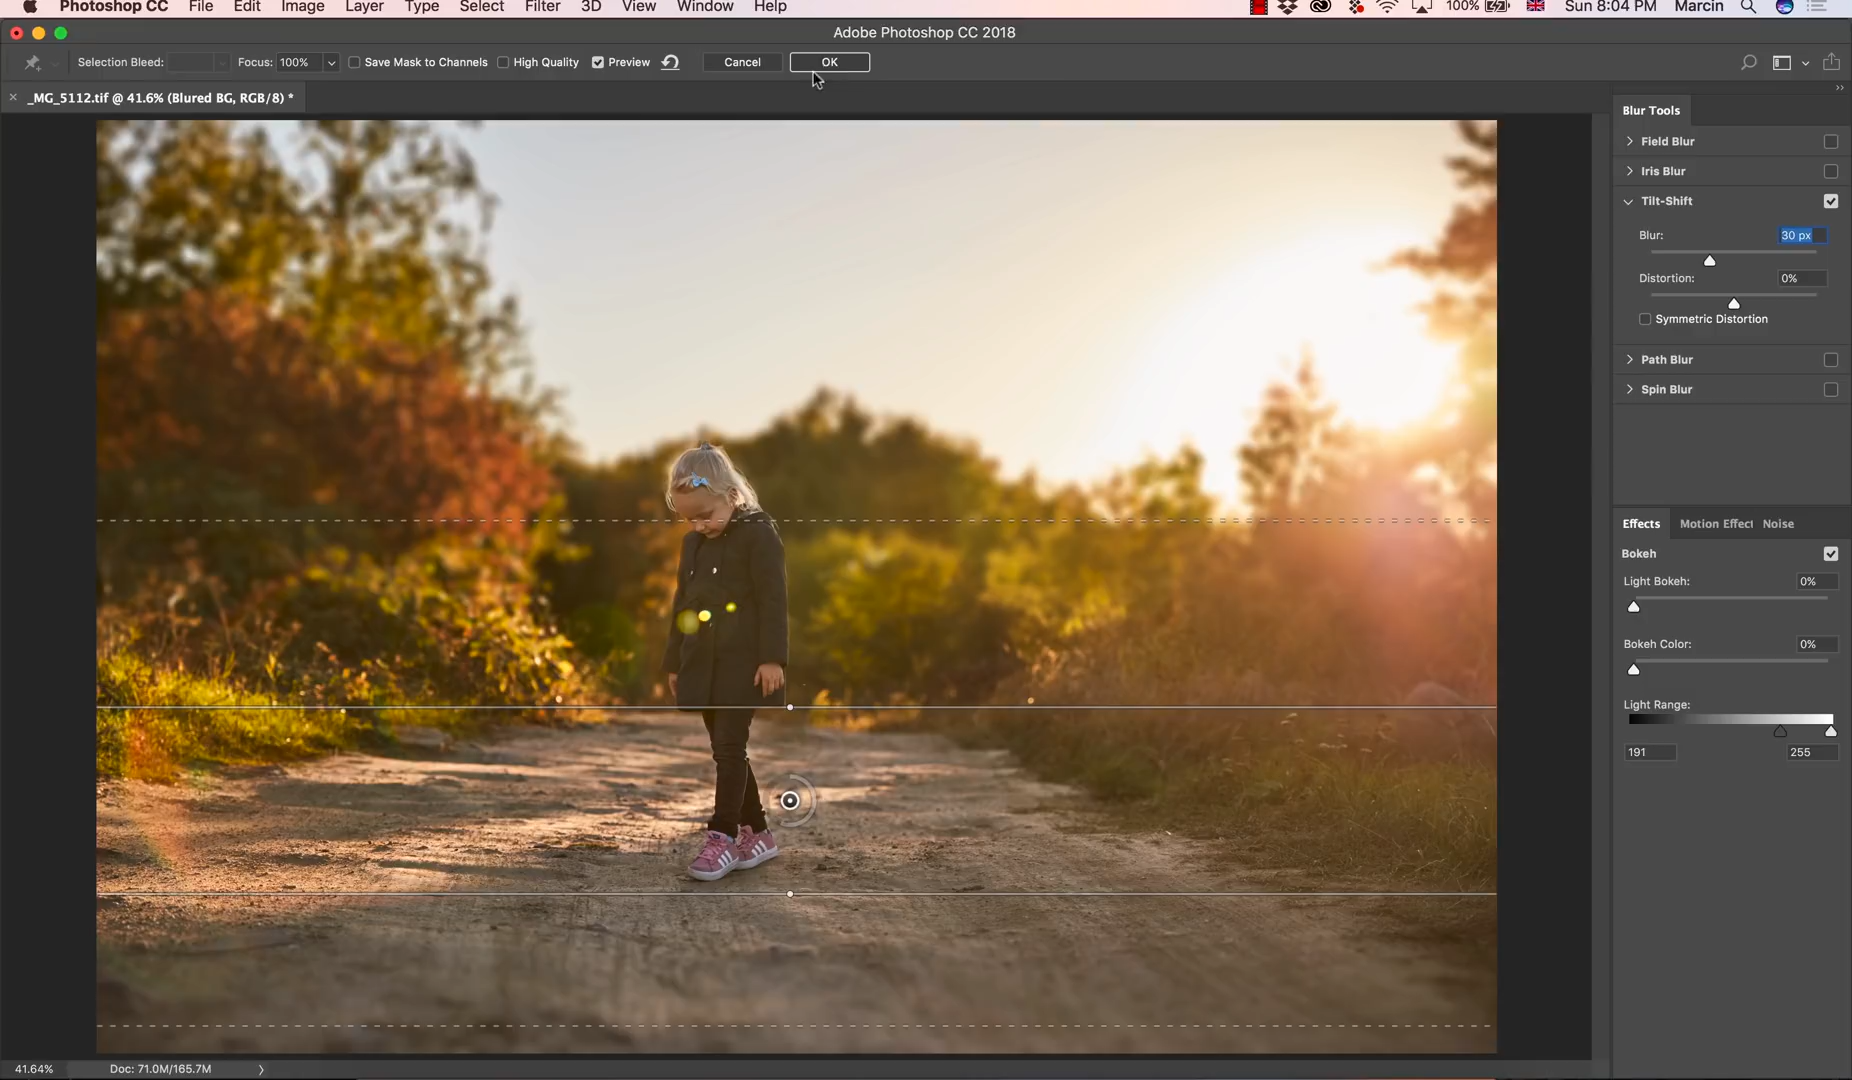 Photoshop CC File Edit Image Layer Type Select Filter 3D View Window Help 100% Sun 8:04 PM Marcin
Adobe Photoshop CC 2018
Selection Bleed: Focus: 100% Save Mask to Channels High Quality Preview Cancel OK
× _MG_5112.tif @ 41.6% (Blured BG, RGB/8) *
Blur Tools
Field Blur
Iris Blur
Tilt-Shift
Blur: 30 px
Distortion: 0%
Symmetric Distortion
Path Blur
Spin Blur
Effects Motion Effect Noise
Bokeh
Light Bokeh: 0%
Bokeh Color: 0%
Light Range:
191 255
41.64% Doc: 71.0M/165.7M